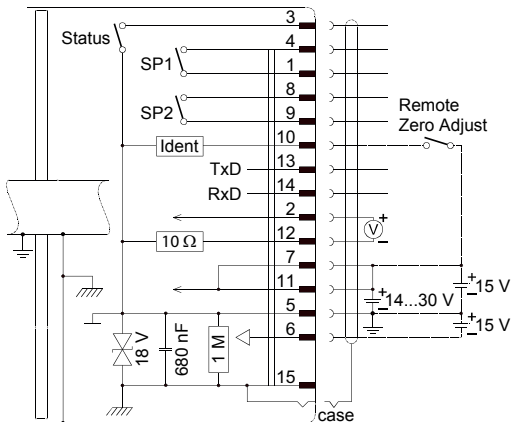 3
Status
4
SP1
1
8
SP2
9
Remote
Zero Adjust
10
Ident
TxD 13
RxD 14
2
+
V
−
10 Ω
12
7
11
+
−
14...30 V
+
−
15 V
5
6
+
−
15 V
18 V
680 nF
1 M
15
case